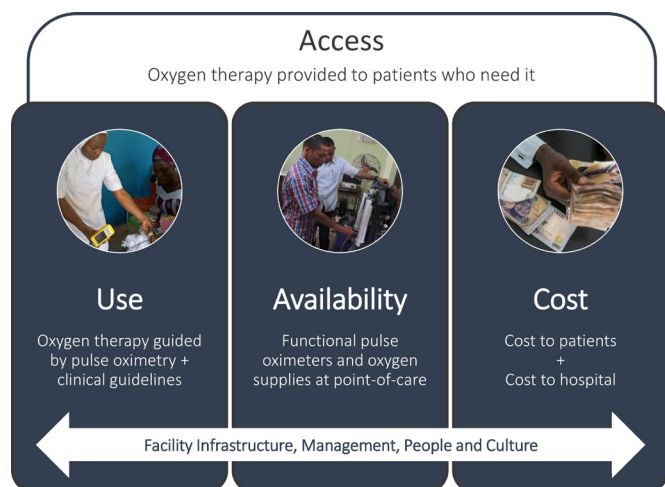 Access
Oxygen therapy provided to patients who need it
Use
Oxygen therapy guided
by pulse oximetry +
clinical guidelines
Availability
Functional pulse
oximeters and oxygen
supplies at point-of-care
Cost
Cost to patients
+
Cost to hospital
Facility Infrastructure, Management, People and Culture